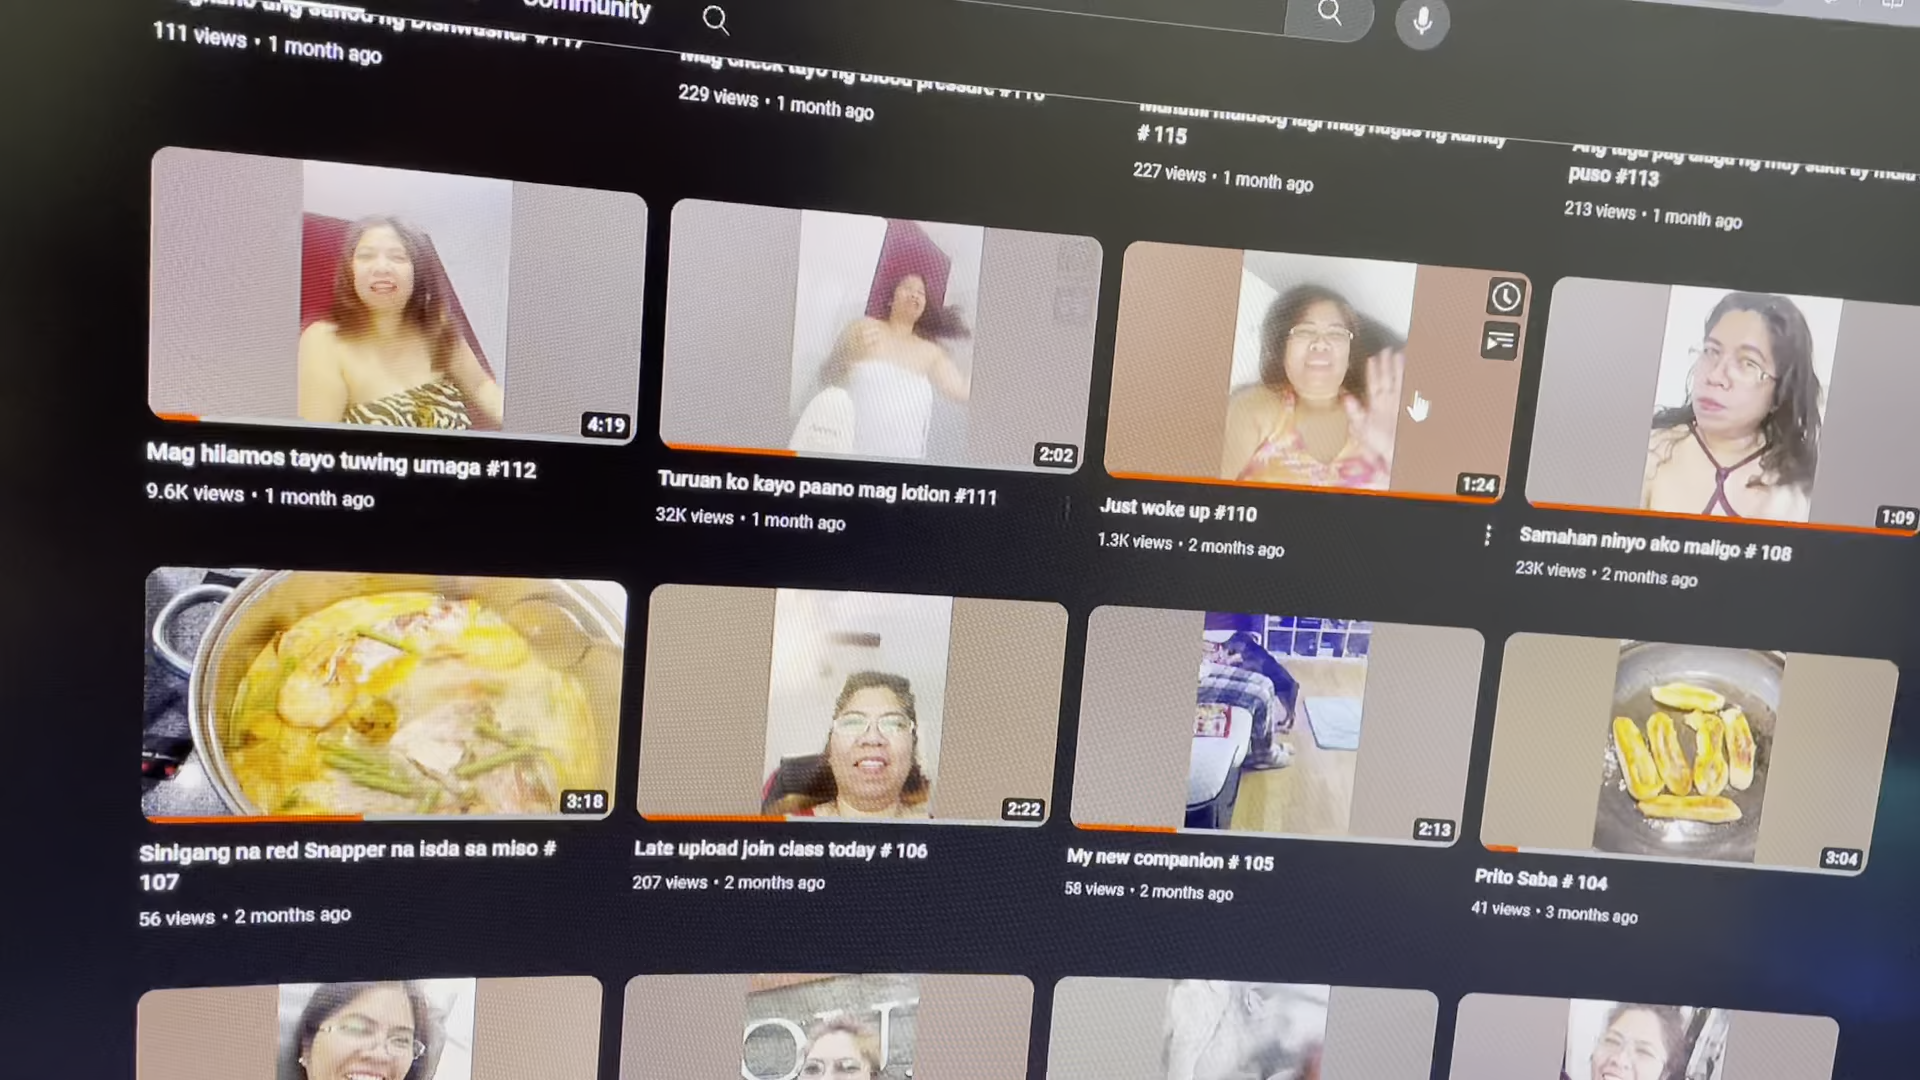 Community
111 views • 1 month ago
229 views • 1 month ago
# 115
227 views • 1 month ago
puso #113
213 views • 1 month ago
4:19
2:02
1:24
1:09
Mag hilamos tayo tuwing umaga #112
9.6K views • 1 month ago
Turuan ko kayo paano mag lotion #111
32K views • 1 month ago
Just woke up #110
1.3K views • 2 months ago
Samahan ninyo ako maligo # 108
23K views • 2 months ago
3:18
2:22
2:13
3:04
Sinigang na red Snapper na isda sa miso #
107
56 views • 2 months ago
Late upload join class today # 106
207 views • 2 months ago
My new companion # 105
58 views • 2 months ago
Prito Saba # 104
41 views • 3 months ago